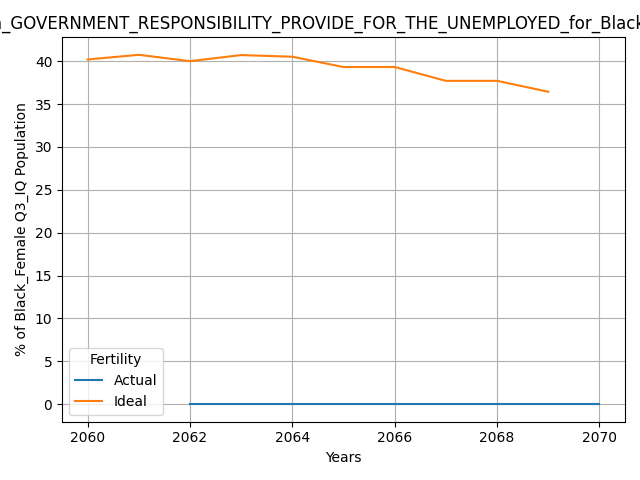 _GOVERNMENT_RESPONSIBILITY_PROVIDE_FOR_THE_UNEMPLOYED_for_Black
% of Black_Female Q3_IQ Population
40
35
30
25
20
15
10
5
0
Fertility
Actual
Ideal
2060 2062 2064 2066 2068 2070
Years